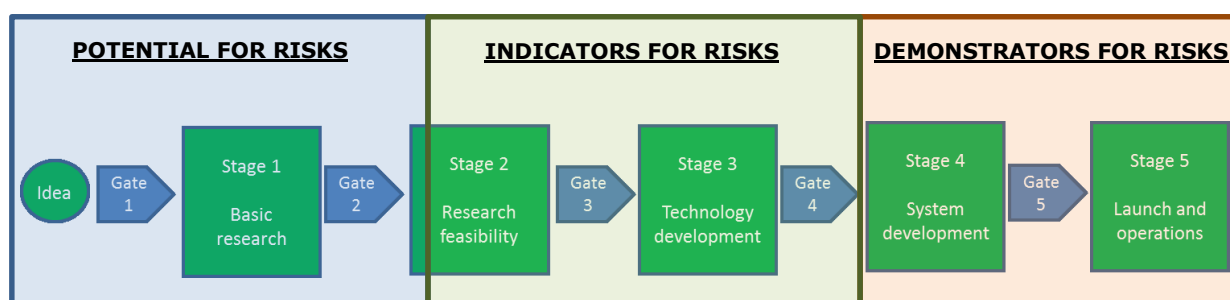 POTENTIAL FOR RISKS
INDICATORS FOR RISKS
DEMONSTRATORS FOR RISKS
Idea
Gate
1
Stage 1
Basic
research
Gate
2
Stage 2
Research
feasibility
Gate
3
Stage 3
Technology
development
Gate
4
Stage 4
System
development
Gate
5
Stage 5
Launch and
operations